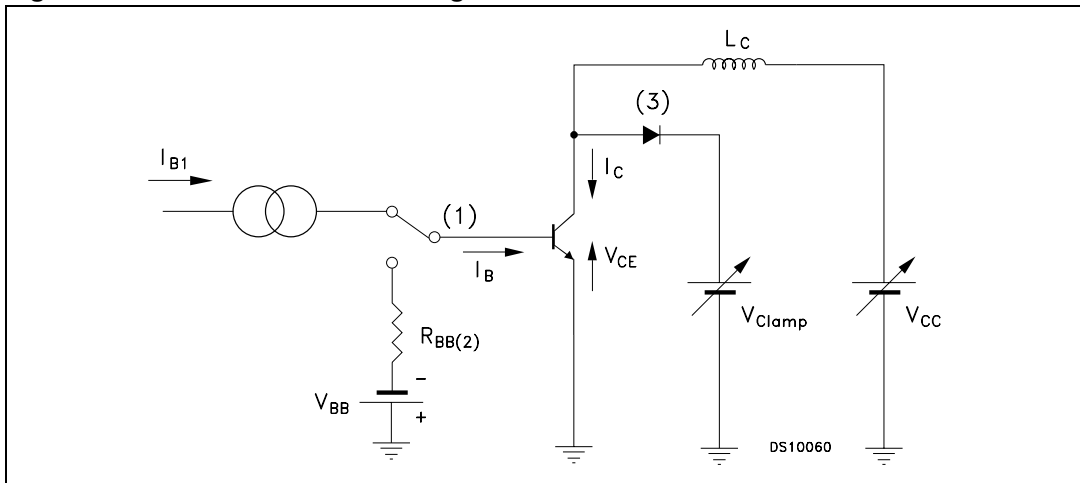 L_C
(3)
I_B1
I_C
(1)
I_B
V_CE
V_Clamp
V_CC
R_BB(2)
−
V_BB
+
DS10060